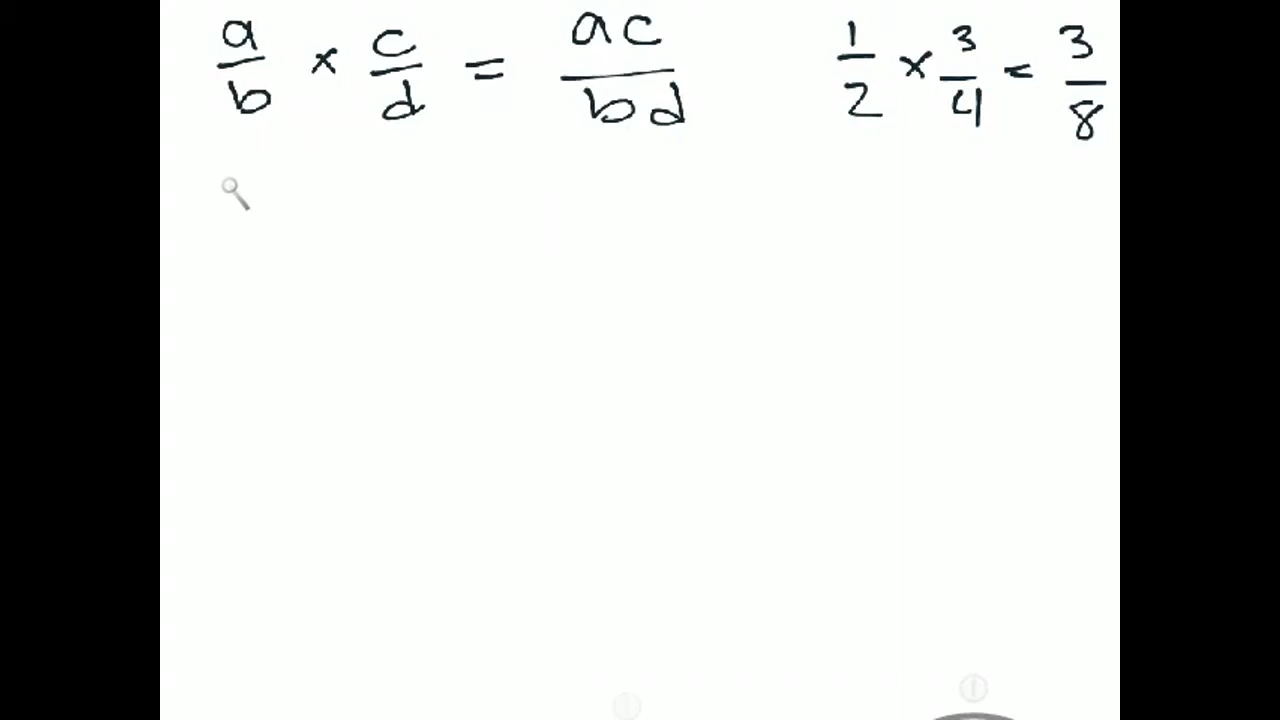 a/b × c/d = ac/bd
1/2 × 3/4 = 3/8